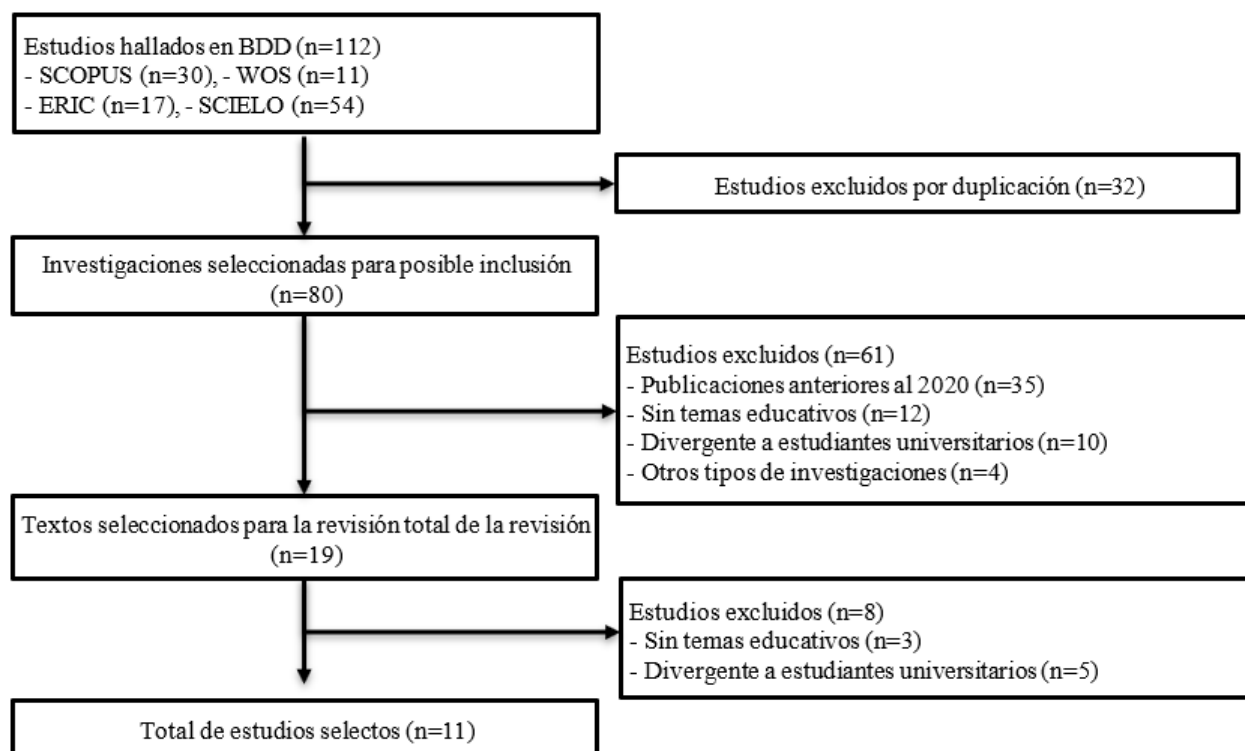 Estudios hallados en BDD (n=112)
- SCOPUS (n=30), - WOS (n=11)
- ERIC (n=17), - SCIELO (n=54)
Estudios excluidos por duplicación (n=32)
Investigaciones seleccionadas para posible inclusión
(n=80)
Estudios excluidos (n=61)
- Publicaciones anteriores al 2020 (n=35)
- Sin temas educativos (n=12)
- Divergente a estudiantes universitarios (n=10)
- Otros tipos de investigaciones (n=4)
Textos seleccionados para la revisión total de la revisión
(n=19)
Estudios excluidos (n=8)
- Sin temas educativos (n=3)
- Divergente a estudiantes universitarios (n=5)
Total de estudios selectos (n=11)